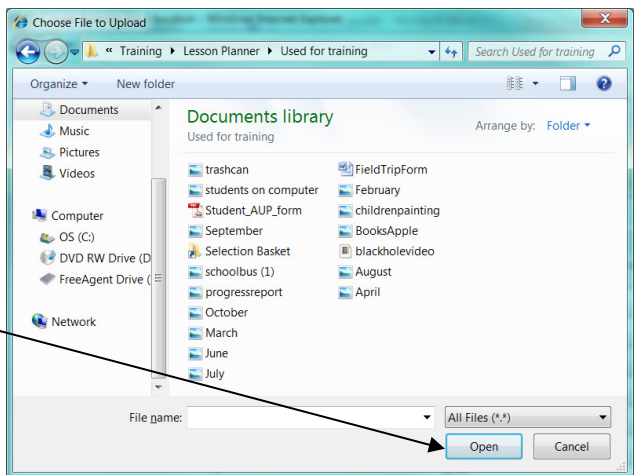 Choose File to Upload
« Training Lesson Planner Used for training
Search Used for training
Organize New folder
Documents
Music
Pictures
Videos
Computer
OS (C:)
DVD RW Drive (D
FreeAgent Drive (
Network
Documents library
Used for training
Arrange by: Folder
trashcan
students on computer
Student_AUP_form
September
Selection Basket
schoolbus (1)
progressreport
October
March
June
July
FieldTripForm
February
childrenpainting
BooksApple
blackholevideo
August
April
File name:
All Files (*.*)
Open Cancel